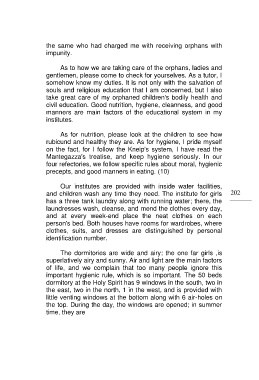 the same who had charged me with receiving orphans with
impunity.
As to how we are taking care of the orphans, ladies and
gentlemen, please come to check for yourselves. As a tutor, I
somehow know my duties. It is not only with the salvation of
souls and religious education that I am concerned, but I also
take great care of my orphaned children's bodily health and
civil education. Good nutrition, hygiene, cleanness, and good
manners are main factors of the educational system in my
institutes.
As for nutrition, please look at the children to see how
rubicund and healthy they are. As for hygiene, I pride myself
on the fact, for I follow the Kneip's system, I have read the
Mantegazza's treatise, and keep hygiene seriously. In our
four refectories, we follow specific rules about moral, hygienic
precepts, and good manners in eating. (10)
Our institutes are provided with inside water facilities,
and children wash any time they need. The institute for girls
has a three tank laundry along with running water; there, the
laundresses wash, cleanse, and mend the clothes every day,
and at every week-end place the neat clothes on each
person's bed. Both houses have rooms for wardrobes, where
clothes, suits, and dresses are distinguished by personal
identification number.
202
The dormitories are wide and airy; the one for girls ,is
superlatively airy and sunny. Air and light are the main factors
of life, and we complain that too many people ignore this
important hygienic rule, which is so important. The 50 beds
dormitory at the Holy Spirit has 9 windows in the south, two in
the east, two in the north, 1 in the west, and is provided with
little venting windows at the bottom along with 6 air-holes on
the top. During the day, the windows are opened; in summer
time, they are